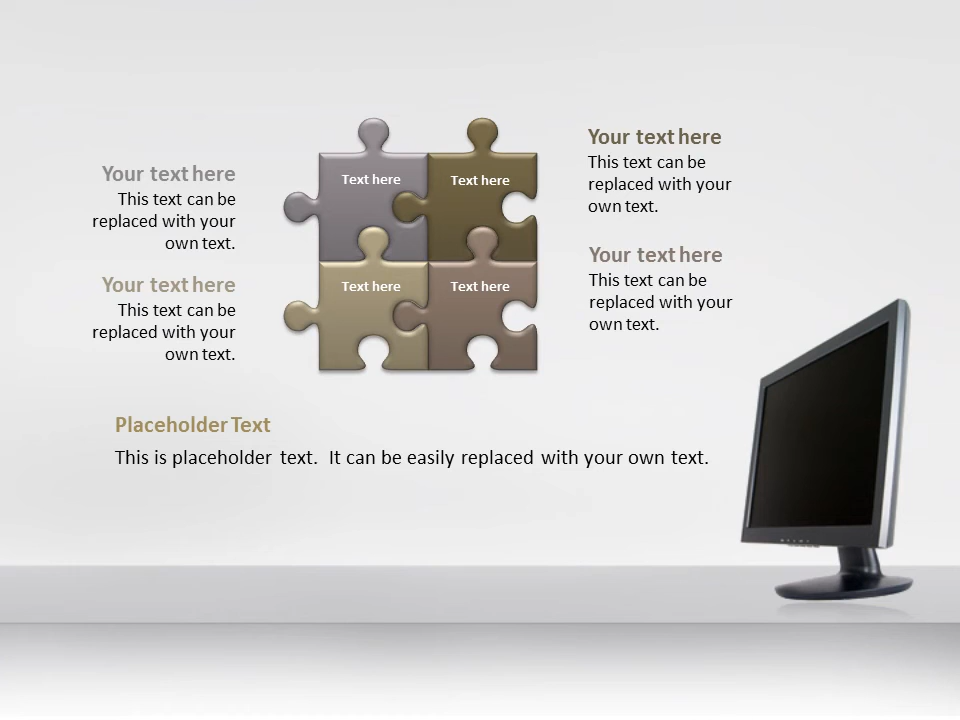 Your text here
This text can be
replaced with your
own text.
Your text here
This text can be
replaced with your
own text.
Text here
Text here
Text here
Text here
Your text here
This text can be
replaced with your
own text.
Your text here
This text can be
replaced with your
own text.
Placeholder Text
This is placeholder text.  It can be easily replaced with your own text.